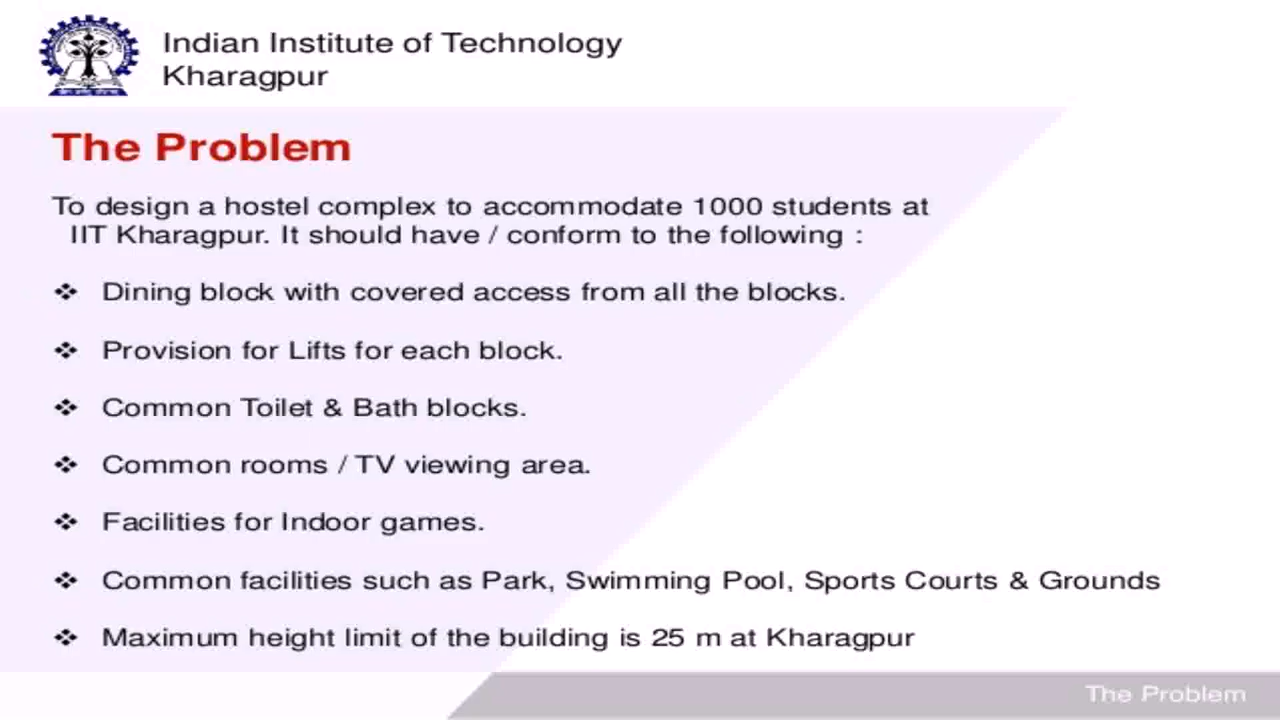 Indian Institute of Technology
Kharagpur
The Problem
To design a hostel complex to accommodate 1000 students at
IIT Kharagpur. It should have / conform to the following :
❖ Dining block with covered access from all the blocks.
❖ Provision for Lifts for each block.
❖ Common Toilet & Bath blocks.
❖ Common rooms / TV viewing area.
❖ Facilities for Indoor games.
❖ Common facilities such as Park, Swimming Pool, Sports Courts & Grounds
❖ Maximum height limit of the building is 25 m at Kharagpur
The Problem